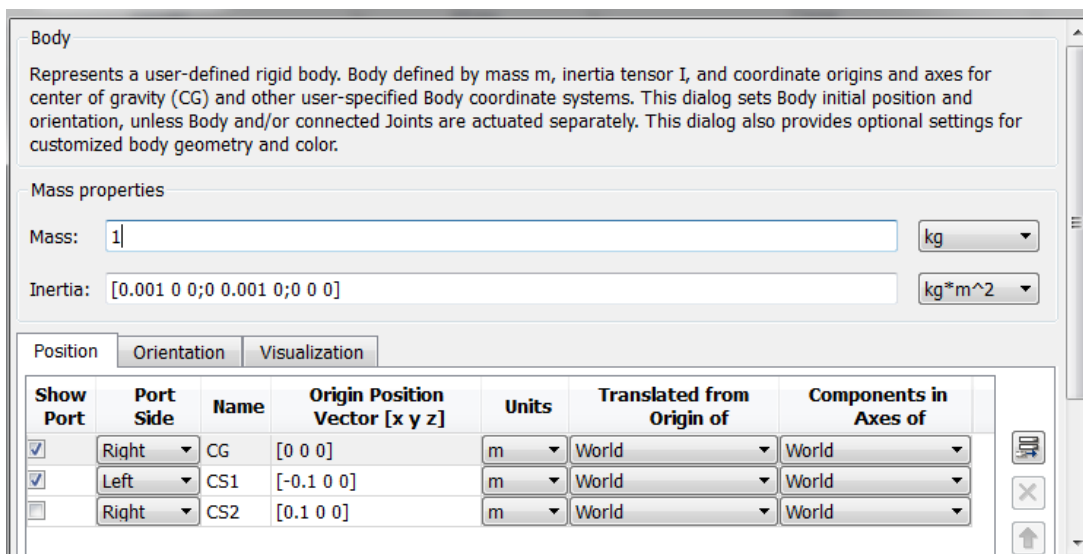 Body
Represents a user-defined rigid body. Body defined by mass m, inertia tensor I, and coordinate origins and axes for
center of gravity (CG) and other user-specified Body coordinate systems. This dialog sets Body initial position and
orientation, unless Body and/or connected Joints are actuated separately. This dialog also provides optional settings for
customized body geometry and color.
Mass properties
Mass: 1 kg
Inertia: [0.001 0 0;0 0.001 0;0 0 0] kg*m^2
Position Orientation Visualization
Show Port Port Side Name Origin Position Vector [x y z] Units Translated from Origin of Components in Axes of
Right CG [0 0 0] m World World
Left CS1 [-0.1 0 0] m World World
Right CS2 [0.1 0 0] m World World